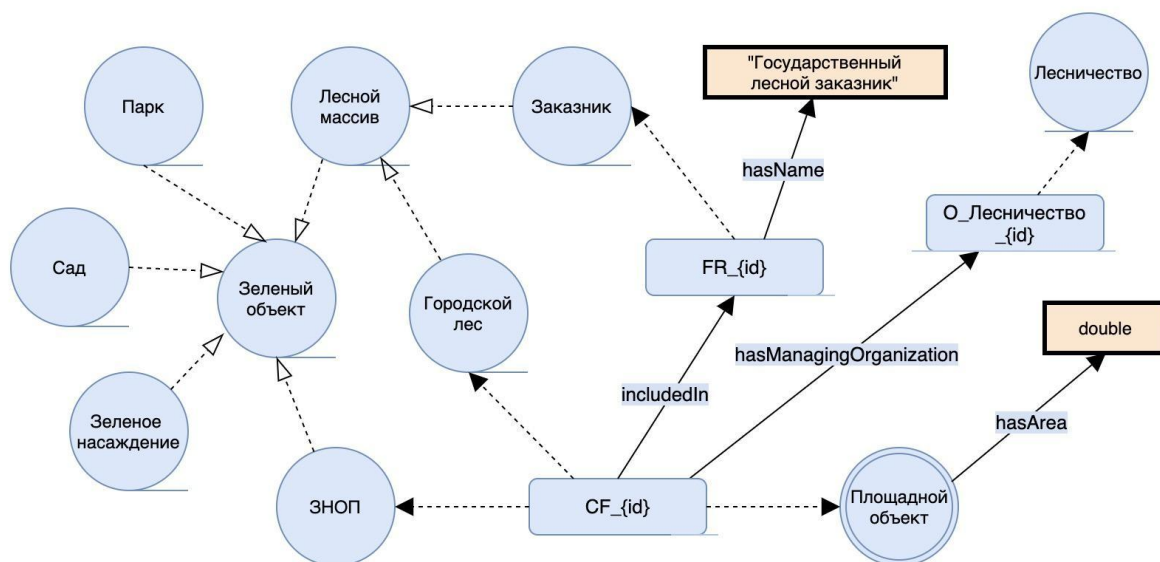 "Государственный
лесной заказник"
Лесничество
Парк
Лесной
массив
Заказник
hasName
O_Лесничество
_{id}
Сад
Зеленый
объект
Городской
лес
FR_{id}
double
hasManagingOrganization
includedIn
hasArea
Зеленое
насаждение
ЗНОП
CF_{id}
Площадной
объект